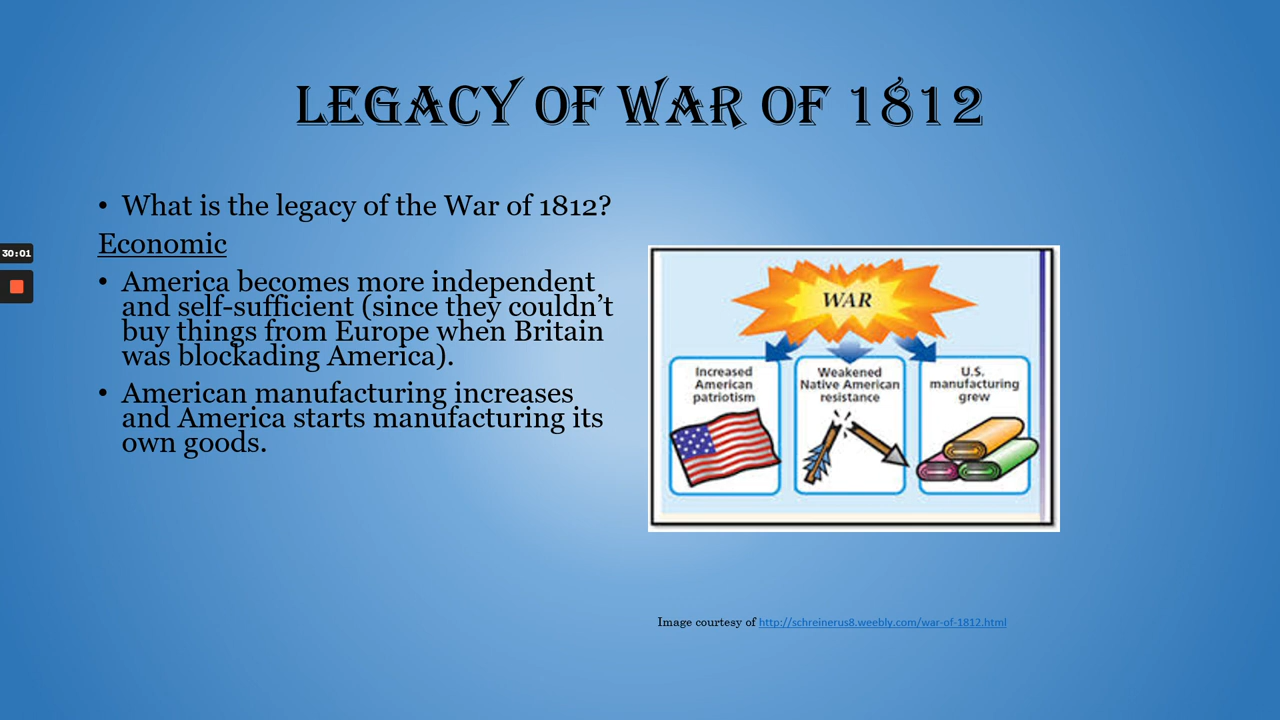 LEGACY OF WAR OF 1812
• What is the legacy of the War of 1812?
Economic
• America becomes more independent
and self-sufficient (since they couldn't
buy things from Europe when Britain
was blockading America).
• American manufacturing increases
and America starts manufacturing its
own goods.
30:01
WAR
Increased
American
patriotism
Weakened
Native American
resistance
U.S.
manufacturing
grew
Image courtesy of http://schreinerus8.weebly.com/war-of-1812.html